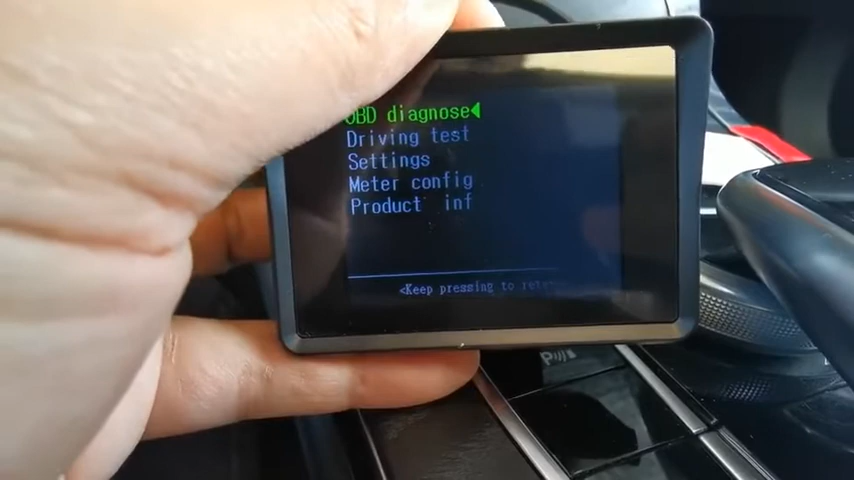 OBD diagnose
Driving test
Settings
Meter config
Product inf
<Keep pressing to